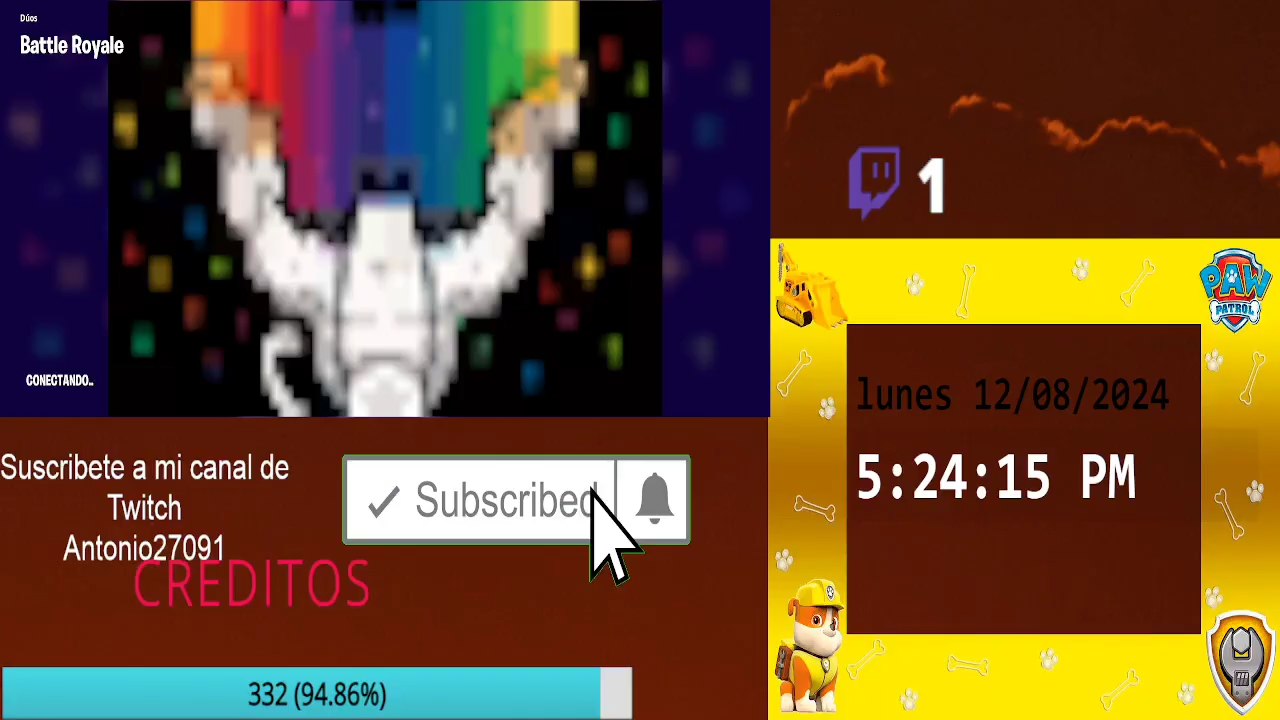 Dúos
Battle Royale
CONECTANDO..
1
PAW
PATROL
lunes 12/08/2024
5:24:15 PM
Suscribete a mi canal de
Twitch
Antonio27091
CREDITOS
Subscribed
332 (94.86%)